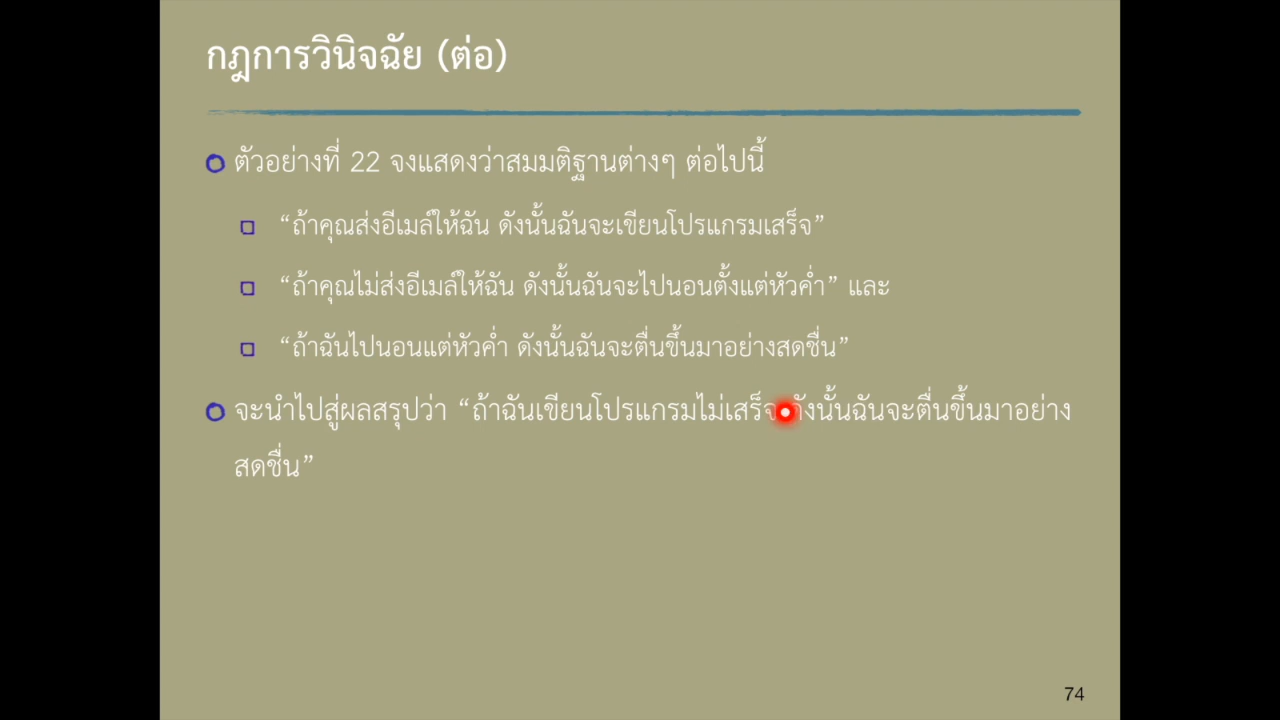 กฎการวินิจฉัย (ต่อ)
ตัวอย่างที่ 22 จงแสดงว่าสมมติฐานต่างๆ ต่อไปนี้
“ถ้าคุณส่งอีเมล์ให้ฉัน ดังนั้นฉันจะเขียนโปรแกรมเสร็จ”
“ถ้าคุณไม่ส่งอีเมล์ให้ฉัน ดังนั้นฉันจะไปนอนตั้งแต่หัวค่ำ” และ
“ถ้าฉันไปนอนแต่หัวค่ำ ดังนั้นฉันจะตื่นขึ้นมาอย่างสดชื่น”
จะนำไปสู่ผลสรุปว่า “ถ้าฉันเขียนโปรแกรมไม่เสร็จ ดังนั้นฉันจะตื่นขึ้นมาอย่าง
สดชื่น”
74